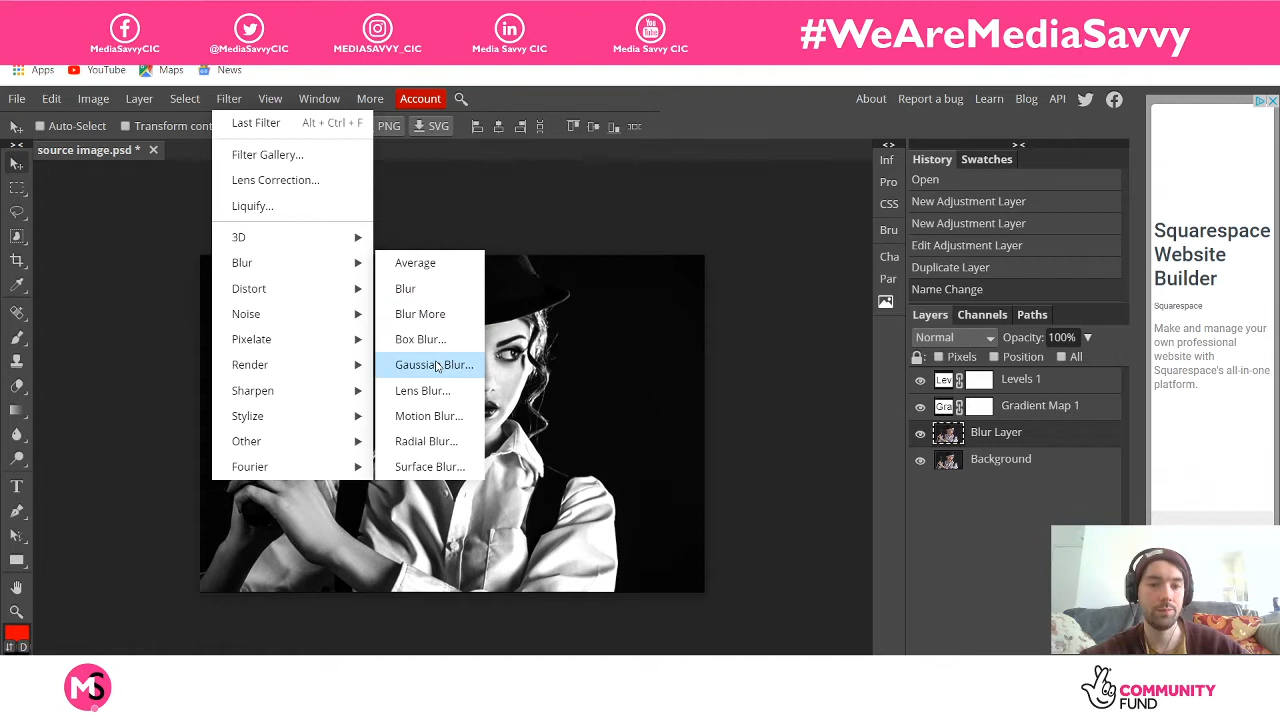 MediaSavvyCIC
@MediaSavvyCIC
MEDIASAVVY_CIC
Media Savvy CIC
You Tube
Media Savvy CIC
#WeAreMediaSavvy
Apps YouTube Maps News
File Edit Image Layer Select Filter View Window More Account
About Report a bug Learn Blog API
Auto-Select Transform cont PNG SVG
source image.psd *
Last Filter Alt + Ctrl + F
Filter Gallery...
Lens Correction...
Liquify...
3D
Blur
Distort
Noise
Pixelate
Render
Sharpen
Stylize
Other
Fourier
Average
Blur
Blur More
Box Blur...
Gaussian Blur...
Lens Blur...
Motion Blur...
Radial Blur...
Surface Blur...
Inf
Pro
CSS
Bru
Cha
Par
History Swatches
Open
New Adjustment Layer
New Adjustment Layer
Edit Adjustment Layer
Duplicate Layer
Name Change
Layers Channels Paths
Normal Opacity: 100%
Pixels Position All
Lev Levels 1
Gra Gradient Map 1
Blur Layer
Background
Squarespace
Website
Builder
Squarespace
Make and manage your
own professional
website with
Squarespace's all-in-one
platform.
D
MS
COMMUNITY
FUND